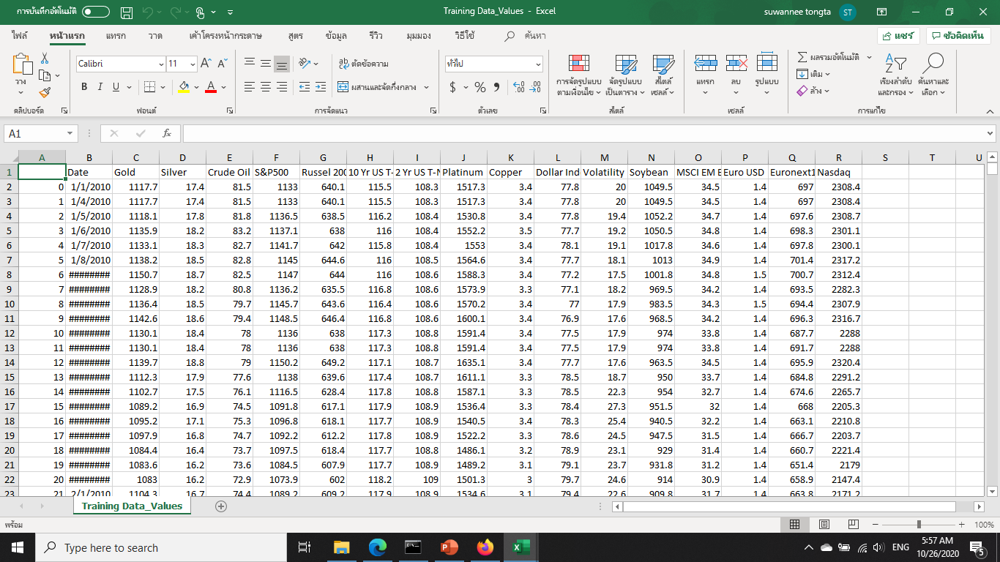 การบันทึกอัตโนมัติ
Training Data_Values - Excel
suwannee tongta ST
ไฟล์ หน้าแรก แทรก วาด เค้าโครงหน้ากระดาษ สูตร ข้อมูล รีวิว มุมมอง วิธีใช้ ค้นหา แชร์ ข้อคิดเห็น
วาง
คลิปบอร์ด
Calibri 11
B I U
ฟอนต์
ตัดข้อความ
ผสานและจัดกึ่งกลาง
การจัดแนว
ทั่วไป
$ %
ตัวเลข
การจัดรูปแบบ
ตามเงื่อนไข
จัดรูปแบบ
เป็นตาราง
สไตล์
เซลล์
สไตล์
แทรก ลบ รูปแบบ
เซลล์
ผลรวมอัตโนมัติ
เติม
ล้าง
เรียงลำดับ
และกรอง
ค้นหาและ
เลือก
การแก้ไข
A1
A B C D E F G H I J K L M N O P Q R S T U
1 Date Gold Silver Crude Oil S&P500 Russel 200 10 Yr US T- 2 Yr US T-N Platinum Copper Dollar Ind Volatility Soybean MSCI EM E Euro USD Euronext1 Nasdaq
2 0 1/1/2010 1117.7 17.4 81.5 1133 640.1 115.5 108.3 1517.3 3.4 77.8 20 1049.5 34.5 1.4 697 2308.4
3 1 1/4/2010 1117.7 17.4 81.5 1133 640.1 115.5 108.3 1517.3 3.4 77.8 20 1049.5 34.5 1.4 697 2308.4
4 2 1/5/2010 1118.1 17.8 81.8 1136.5 638.5 116.2 108.4 1530.8 3.4 77.8 19.4 1052.2 34.7 1.4 697.6 2308.7
5 3 1/6/2010 1135.9 18.2 83.2 1137.1 638 116 108.4 1552.2 3.5 77.7 19.2 1050.5 34.8 1.4 698.3 2301.1
6 4 1/7/2010 1133.1 18.3 82.7 1141.7 642 115.8 108.4 1553 3.4 78.1 19.1 1017.8 34.6 1.4 697.8 2300.1
7 5 1/8/2010 1138.2 18.5 82.8 1145 644.6 116 108.5 1564.6 3.4 77.7 18.1 1013 34.9 1.4 701.4 2317.2
8 6 ######## 1150.7 18.7 82.5 1147 644 116 108.6 1588.3 3.4 77.2 17.5 1001.8 34.8 1.5 700.7 2312.4
9 7 ######## 1128.9 18.2 80.8 1136.2 635.5 116.8 108.6 1573.9 3.3 77.1 18.2 969.5 34.2 1.4 693.5 2282.3
10 8 ######## 1136.4 18.5 79.7 1145.7 643.6 116.4 108.6 1570.2 3.4 77 17.9 983.5 34.3 1.5 694.4 2307.9
11 9 ######## 1142.6 18.6 79.4 1148.5 646.4 116.8 108.6 1600.1 3.4 76.9 17.6 968.5 34.2 1.4 696.3 2316.7
12 10 ######## 1130.1 18.4 78 1136 638 117.3 108.8 1591.4 3.4 77.5 17.9 974 33.8 1.4 687.7 2288
13 11 ######## 1130.1 18.4 78 1136 638 117.3 108.8 1591.4 3.4 77.5 17.9 974 33.8 1.4 691.7 2288
14 12 ######## 1139.7 18.8 79 1150.2 649.2 117.1 108.7 1635.1 3.4 77.7 17.6 963.5 34.5 1.4 695.9 2320.4
15 13 ######## 1112.3 17.9 77.6 1138 639.6 117.4 108.7 1611.1 3.3 78.5 18.7 950 33.7 1.4 684.8 2291.2
16 14 ######## 1102.7 17.5 76.1 1116.5 628.4 117.8 108.8 1587.1 3.3 78.5 22.3 954 32.7 1.4 674.6 2265.7
17 15 ######## 1089.2 16.9 74.5 1091.8 617.1 117.9 108.9 1536.4 3.3 78.4 27.3 951.5 32 1.4 668 2205.3
18 16 ######## 1095.2 17.1 75.3 1096.8 618.1 117.7 108.9 1540.5 3.4 78.3 25.4 940.5 32.2 1.4 663.1 2210.8
19 17 ######## 1097.9 16.8 74.7 1092.2 612.2 117.8 108.9 1522.2 3.3 78.6 24.5 947.5 31.5 1.4 666.7 2203.7
20 18 ######## 1084.4 16.4 73.7 1097.5 618.4 117.7 108.8 1486.1 3.2 78.9 23.1 929 31.4 1.4 660.7 2221.4
21 19 ######## 1083.6 16.2 73.6 1084.5 607.9 117.7 108.9 1489.2 3.1 79.1 23.7 931.8 31.2 1.4 651.4 2179
22 20 ######## 1083 16.2 72.9 1073.9 602 118.2 109 1501.3 3 79.7 24.6 914 30.9 1.4 658.9 2147.4
23 21 2/1/2010 1104.3 16.7 74.4 1089.2 609.2 117.9 108.9 1534.6 3.1 79.4 22.6 909.8 31.7 1.4 663.8 2171.2
Training Data_Values
พร้อม
100%
Type here to search
ENG
5:57 AM
10/26/2020
5